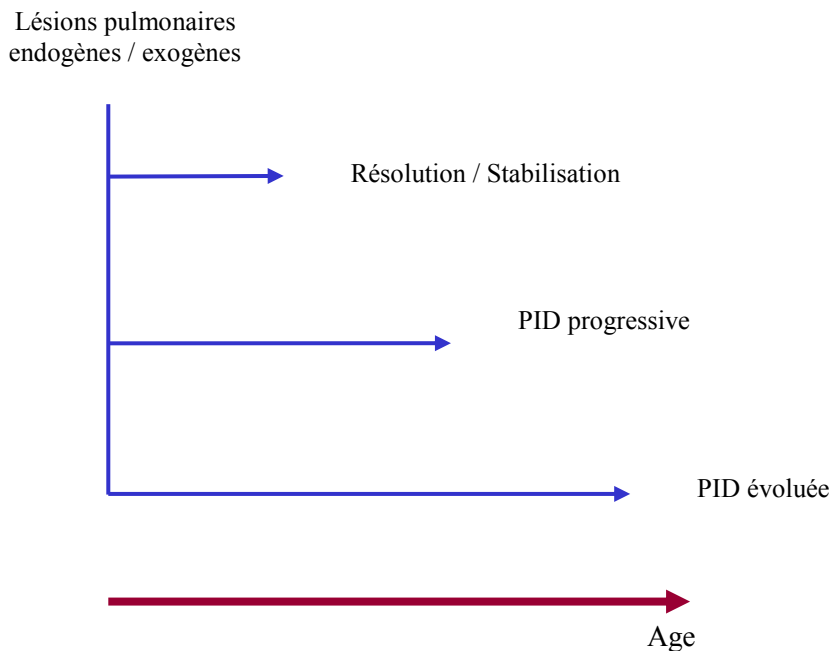 Lésions pulmonaires
endogènes / exogènes
Résolution / Stabilisation
PID progressive
PID évoluée
Age